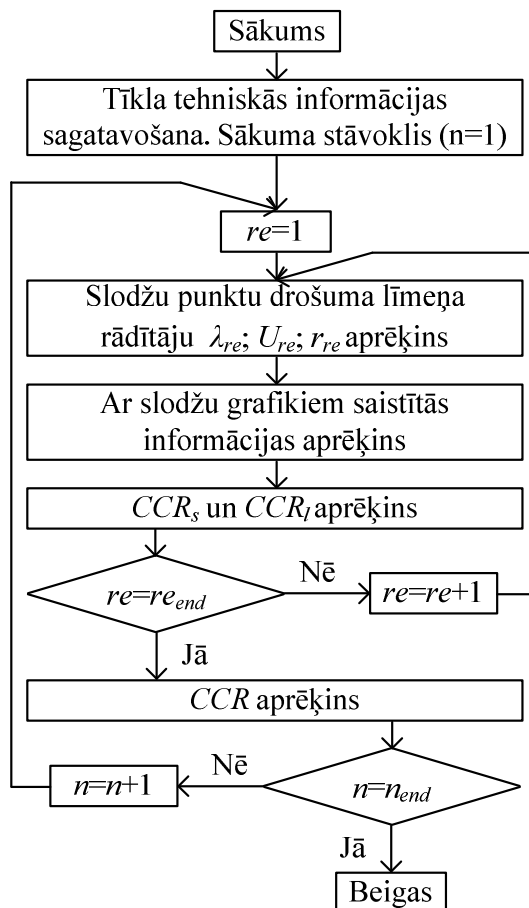 Sākums
Tīkla tehniskās informācijas
sagatavošana. Sākuma stāvoklis (n=1)
re=1
Slodžu punktu drošuma līmeņa
rādītāju λre; Ure; rre aprēķins
Ar slodžu grafikiem saistītās
informācijas aprēķins
CCRs un CCRl aprēķins
re=reend
Nē
re=re+1
Jā
CCR aprēķins
n=n+1
Nē
n=nend
Jā
Beigas